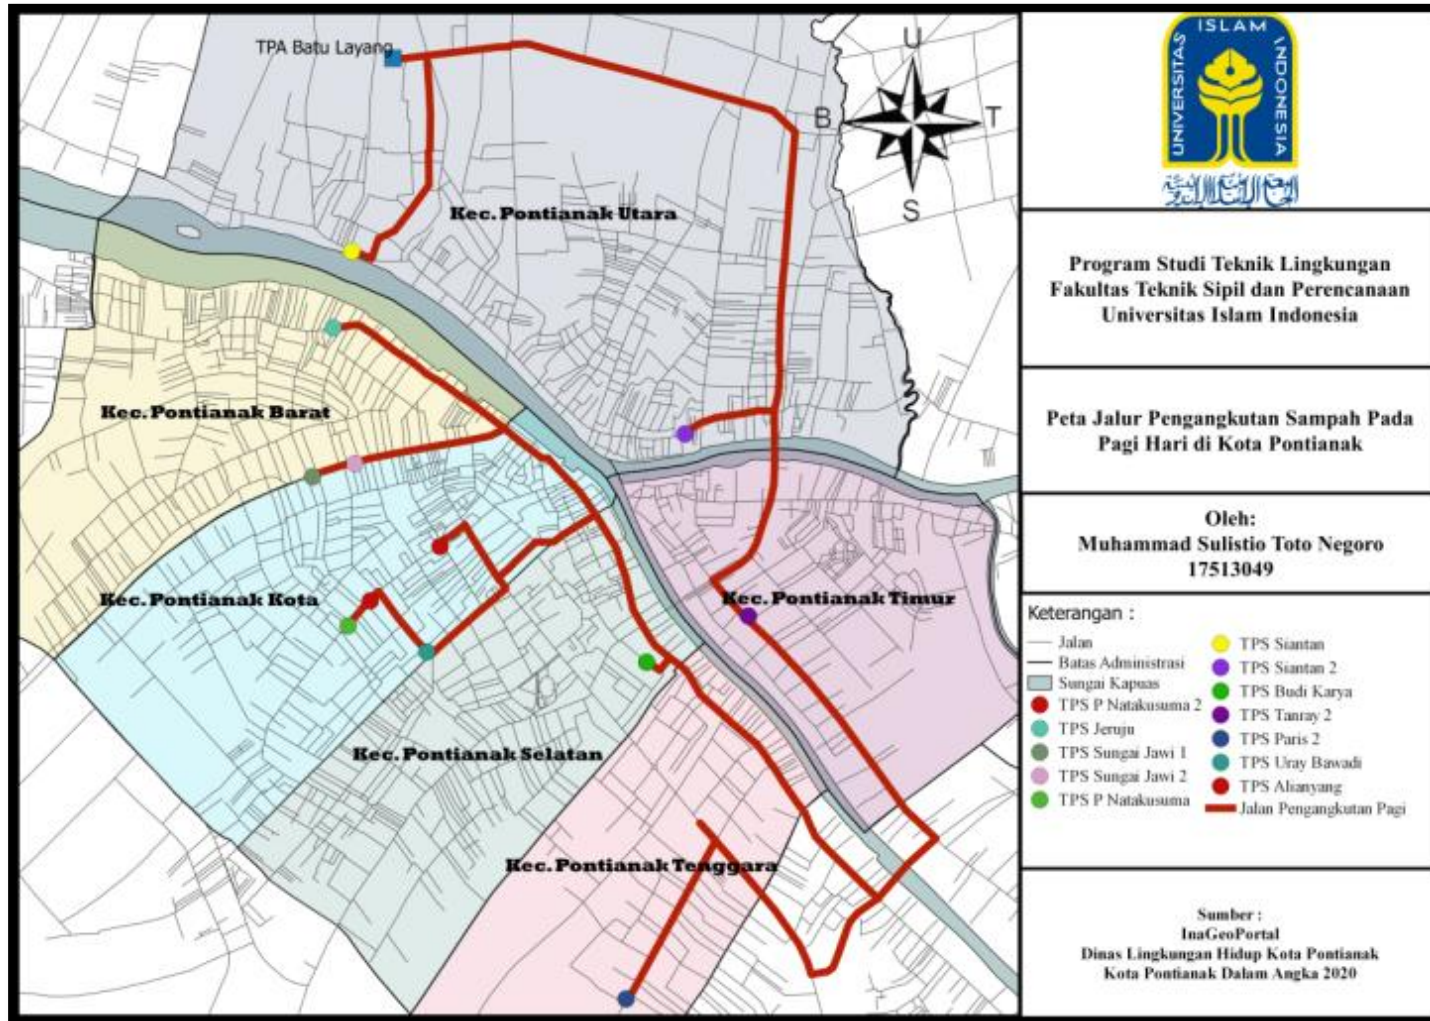 TPA Batu Layang
U
B
T
S
Kec. Pontianak Utara
Kec. Pontianak Barat
Kec. Pontianak Kota
Kec. Pontianak Timur
Kec. Pontianak Selatan
Kec. Pontianak Tenggara
UNIVERSITAS ISLAM INDONESIA
Program Studi Teknik Lingkungan
Fakultas Teknik Sipil dan Perencanaan
Universitas Islam Indonesia
Peta Jalur Pengangkutan Sampah Pada
Pagi Hari di Kota Pontianak
Oleh:
Muhammad Sulistio Toto Negoro
17513049
Keterangan :
Jalan
Batas Administrasi
Sungai Kapuas
TPS P Natakusuma 2
TPS Jeruju
TPS Sungai Jawi 1
TPS Sungai Jawi 2
TPS P Natakusuma
TPS Siantan
TPS Siantan 2
TPS Budi Karya
TPS Tanray 2
TPS Paris 2
TPS Uray Bawadi
TPS Alianyang
Jalan Pengangkutan Pagi
Sumber :
InaGeoPortal
Dinas Lingkungan Hidup Kota Pontianak
Kota Pontianak Dalam Angka 2020